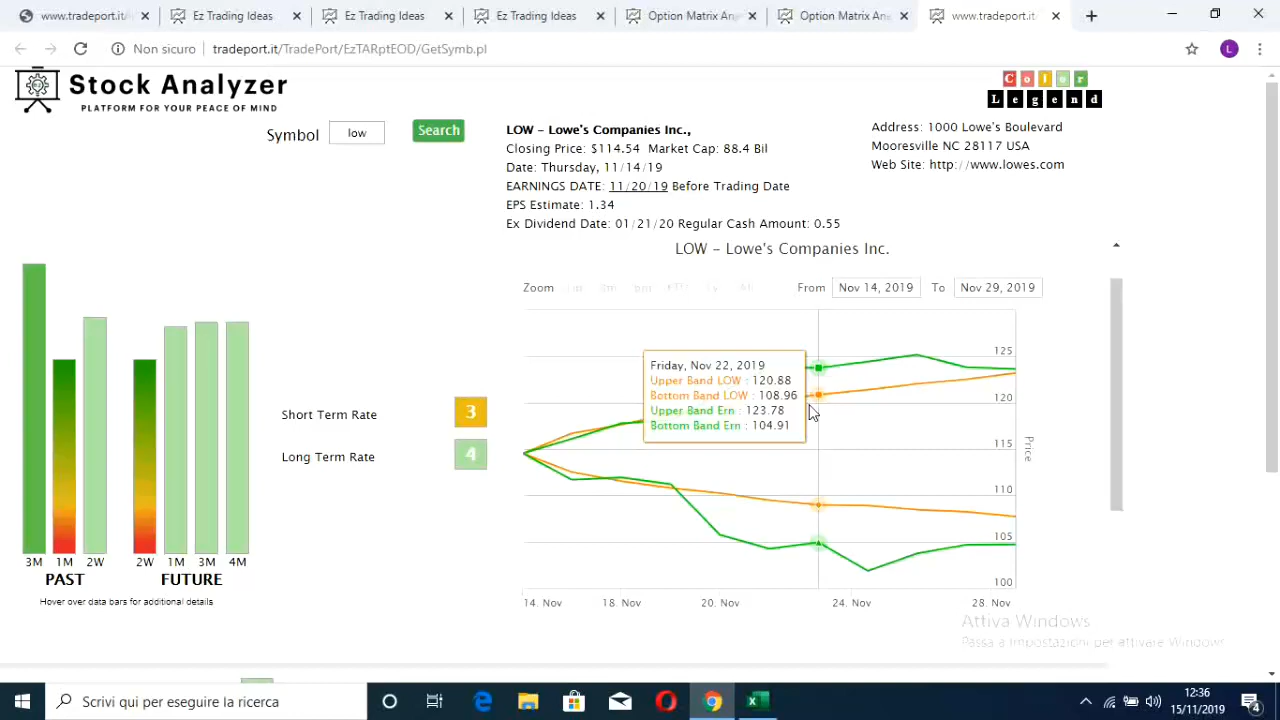 www.tradeport.it/
Ez Trading Ideas
Ez Trading Ideas
Ez Trading Ideas
Option Matrix An
Option Matrix An
www.tradeport.it
Non sicuro
tradeport.it/TradePort/EzTARptEOD/GetSymb.pl
L
Stock Analyzer
PLATFORM FOR YOUR PEACE OF MIND
Color
Legend
Symbol
low
Search
LOW - Lowe's Companies Inc.,
Closing Price: $114.54 Market Cap: 88.4 Bil
Date: Thursday, 11/14/19
EARNINGS DATE: 11/20/19 Before Trading Date
EPS Estimate: 1.34
Ex Dividend Date: 01/21/20 Regular Cash Amount: 0.55
Address: 1000 Lowe's Boulevard
Mooresville NC 28117 USA
Web Site: http://www.lowes.com
LOW - Lowe's Companies Inc.
Zoom
From Nov 14, 2019 To Nov 29, 2019
Friday, Nov 22, 2019
Upper Band LOW : 120.88
Bottom Band LOW : 108.96
Upper Band Ern : 123.78
Bottom Band Ern : 104.91
125
120
115
110
105
100
Price
14. Nov 18. Nov 20. Nov 24. Nov 28. Nov
Short Term Rate 3
Long Term Rate 4
3M 1M 2W 2W 1M 3M 4M
PAST FUTURE
Hover over data bars for additional details
Attiva Windows
Passa a Impostazioni per attivare Windows.
Scrivi qui per eseguire la ricerca
12:36
15/11/2019
4